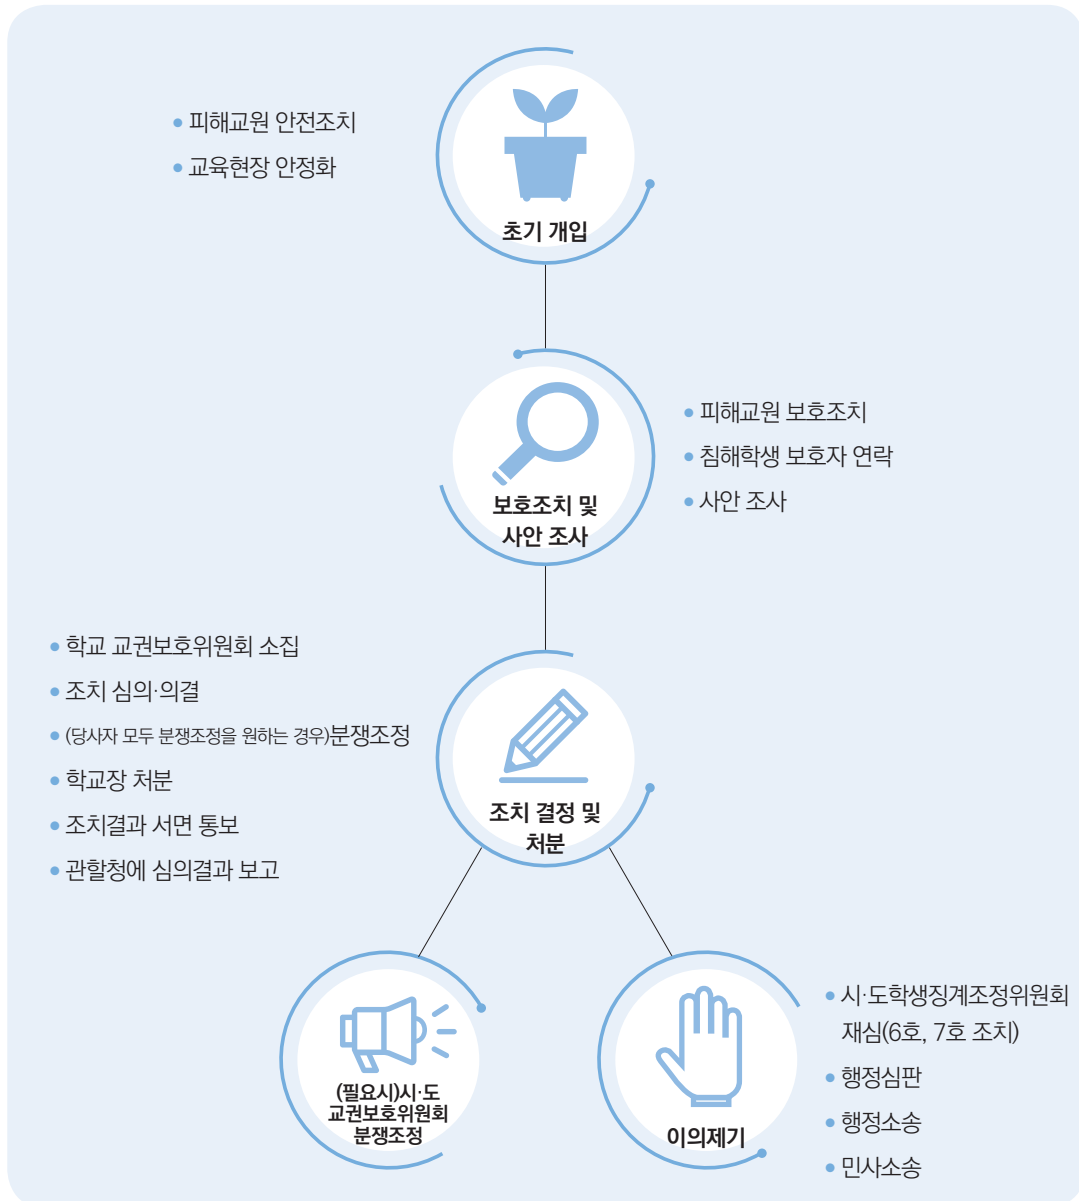 • 피해교원 안전조치
• 교육현장 안정화
초기 개입
• 피해교원 보호조치
• 침해학생 보호자 연락
• 사안 조사
보호조치 및
사안 조사
• 학교 교권보호위원회 소집
• 조치 심의·의결
• (당사자 모두 분쟁조정을 원하는 경우)분쟁조정
• 학교장 처분
• 조치결과 서면 통보
• 관할청에 심의결과 보고
조치 결정 및
처분
(필요시)시·도
교권보호위원회
분쟁조정
이의제기
• 시·도학생징계조정위원회
재심(6호, 7호 조치)
• 행정심판
• 행정소송
• 민사소송